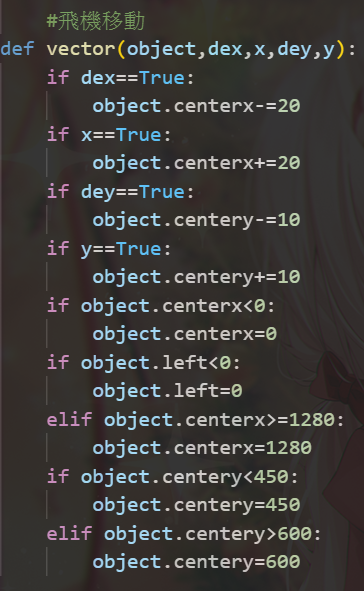 #飛機移動
def vector(object,dex,x,dey,y):
    if dex==True:
        object.centerx-=20
    if x==True:
        object.centerx+=20
    if dey==True:
        object.centery-=10
    if y==True:
        object.centery+=10
    if object.centerx<0:
        object.centerx=0
    if object.left<0:
        object.left=0
    elif object.centerx>=1280:
        object.centerx=1280
    if object.centery<450:
        object.centery=450
    elif object.centery>600:
        object.centery=600